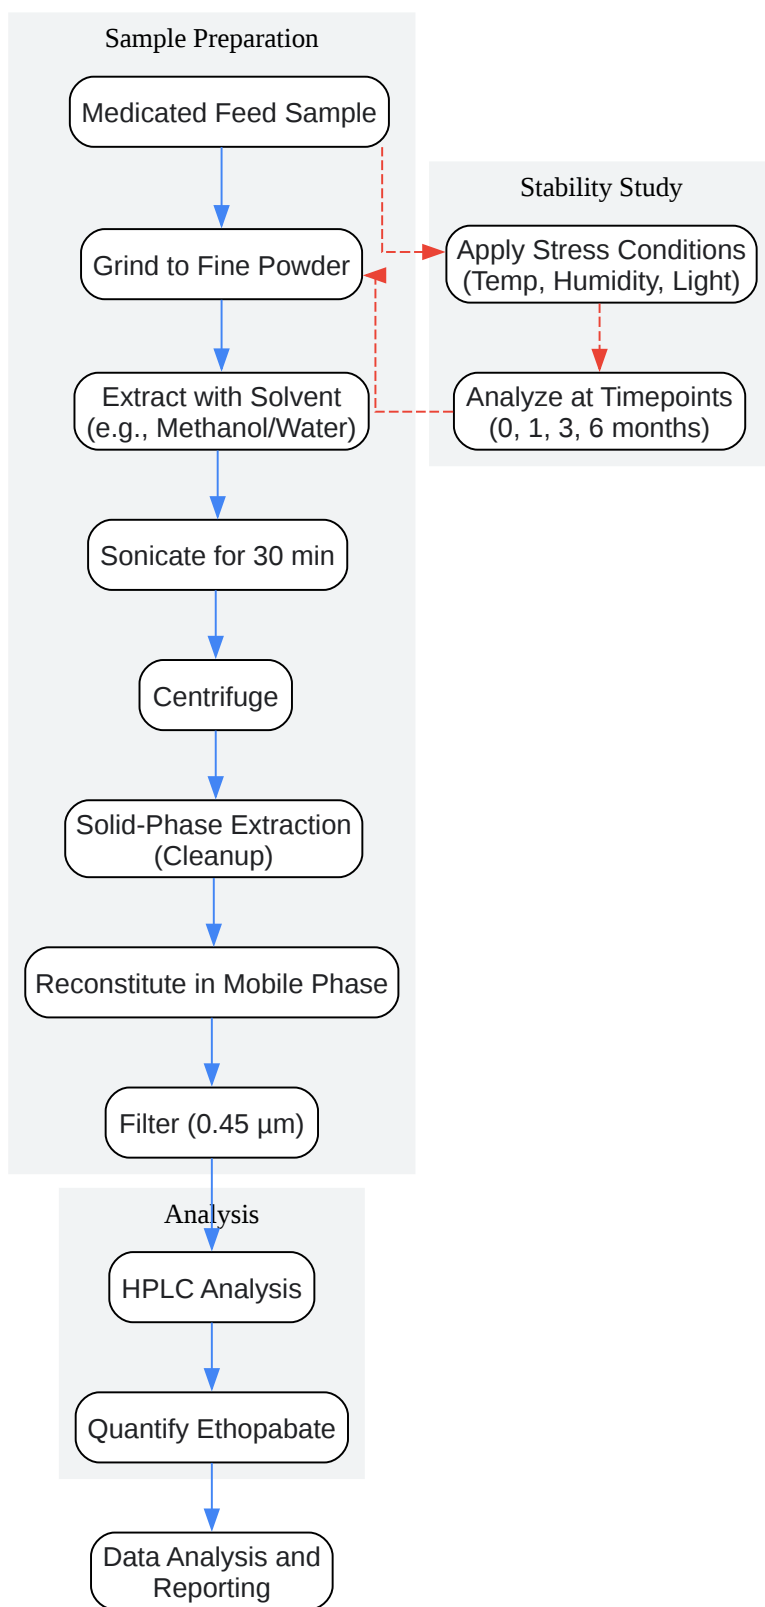 Sample Preparation
Medicated Feed Sample
Stability Study
Apply Stress Conditions
(Temp, Humidity, Light)
Grind to Fine Powder
Analyze at Timepoints
(0, 1, 3, 6 months)
Extract with Solvent
(e.g., Methanol/Water)
Sonicate for 30 min
Centrifuge
Solid-Phase Extraction
(Cleanup)
Reconstitute in Mobile Phase
Filter (0.45 µm)
Analysis
HPLC Analysis
Quantify Ethopabate
Data Analysis and
Reporting